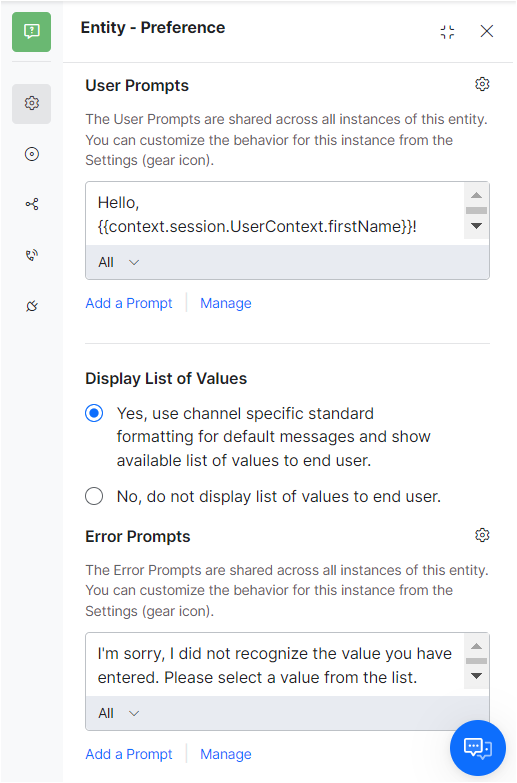 Entity - Preference
User Prompts
The User Prompts are shared across all instances of this entity.
You can customize the behavior for this instance from the
Settings (gear icon).
Hello,
{{context.session.UserContext.firstName}}!
All
Add a Prompt
Manage
Display List of Values
Yes, use channel specific standard
formatting for default messages and show
available list of values to end user.
No, do not display list of values to end user.
Error Prompts
The Error Prompts are shared across all instances of this entity.
You can customize the behavior for this instance from the
Settings (gear icon).
I'm sorry, I did not recognize the value you have
entered. Please select a value from the list.
All
Add a Prompt
Manage